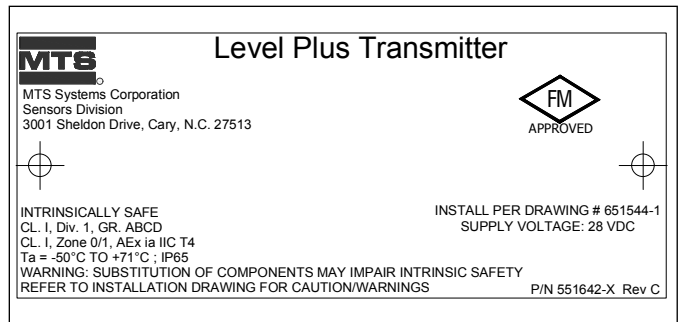 MTS
Level Plus Transmitter
MTS Systems Corporation
Sensors Division
3001 Sheldon Drive, Cary, N.C. 27513
FM
APPROVED
INTRINSICALLY SAFE
CL. I, Div. 1, GR. ABCD
CL. I, Zone 0/1, AEx ia IIC T4
Ta = -50°C TO +71°C ; IP65
INSTALL PER DRAWING # 651544-1
SUPPLY VOLTAGE: 28 VDC
WARNING: SUBSTITUTION OF COMPONENTS MAY IMPAIR INTRINSIC SAFETY
REFER TO INSTALLATION DRAWING FOR CAUTION/WARNINGS
P/N 551642-X Rev C